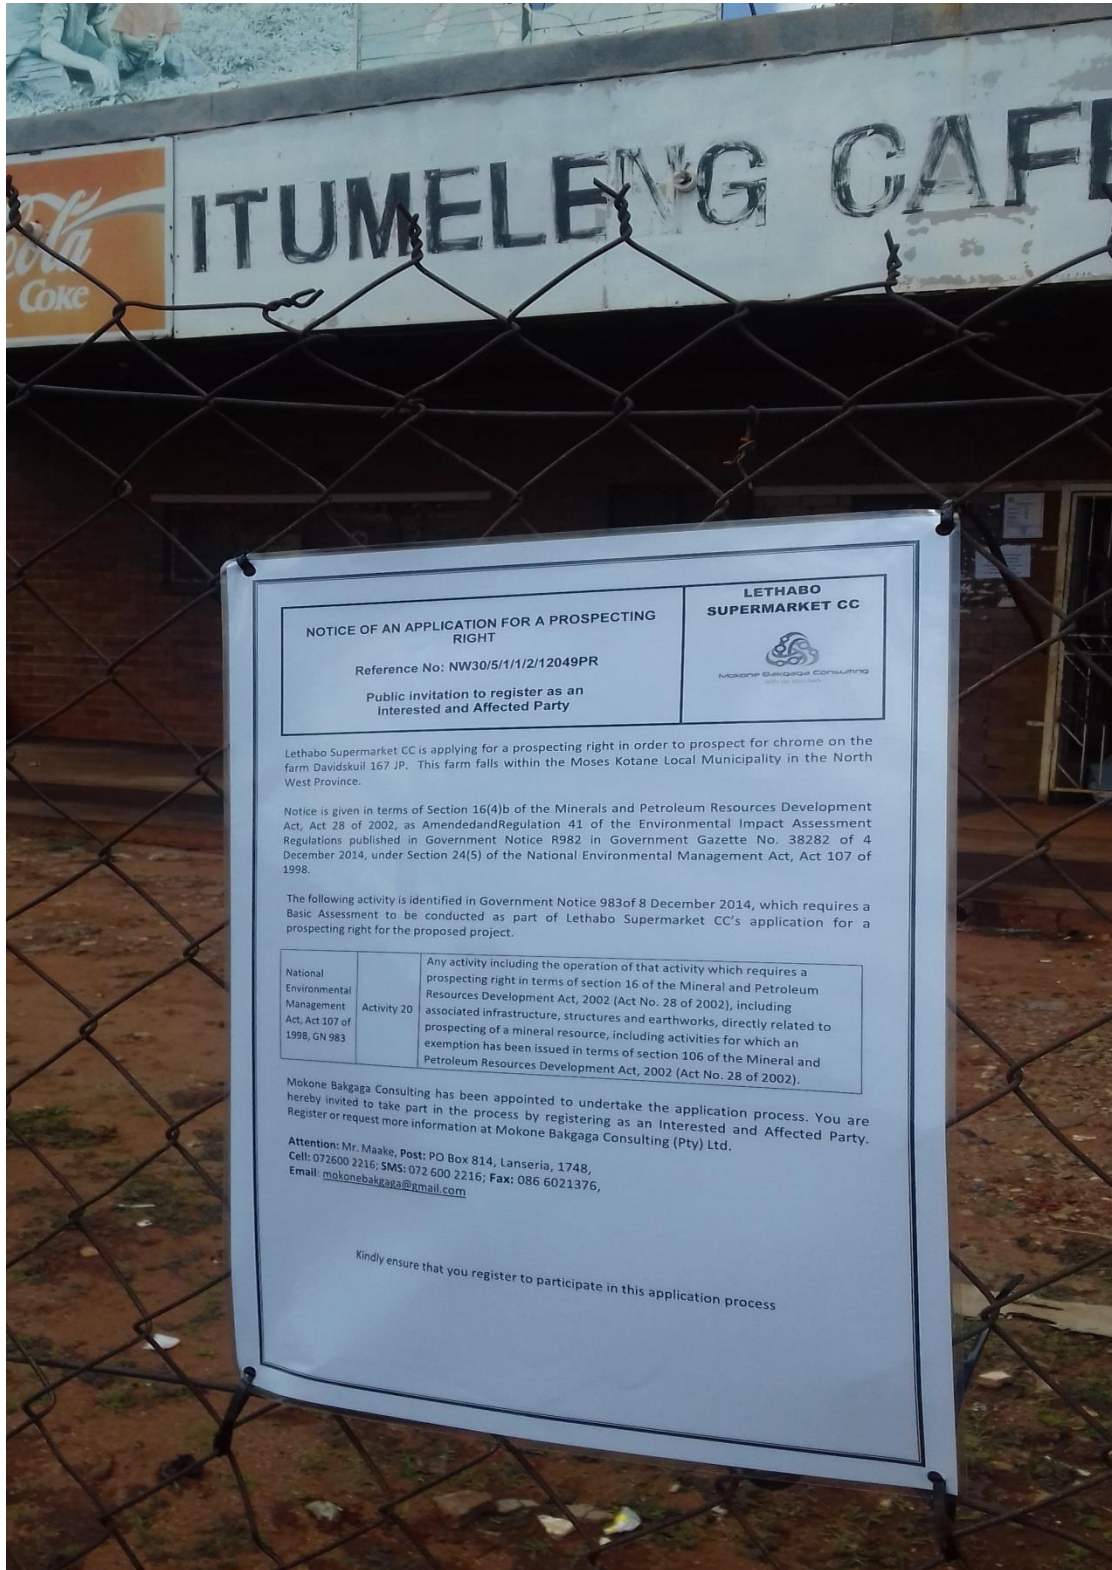 Cola
Coke
ITUMELENG CAFE
NOTICE OF AN APPLICATION FOR A PROSPECTING
RIGHT
Reference No: NW30/5/1/1/2/12049PR
Public invitation to register as an
Interested and Affected Party
LETHABO
SUPERMARKET CC
Mokone Bakgaga Consulting
Lethabo Supermarket CC is applying for a prospecting right in order to prospect for chrome on the
farm Davidskuil 167 JP. This farm falls within the Moses Kotane Local Municipality in the North
West Province.
Notice is given in terms of Section 16(4)b of the Minerals and Petroleum Resources Development
Act, Act 28 of 2002, as AmendedandRegulation 41 of the Environmental Impact Assessment
Regulations published in Government Notice R982 in Government Gazette No. 38282 of 4
December 2014, under Section 24(5) of the National Environmental Management Act, Act 107 of
1998.
The following activity is identified in Government Notice 983of 8 December 2014, which requires a
Basic Assessment to be conducted as part of Lethabo Supermarket CC's application for a
prospecting right for the proposed project.
National
Environmental
Management
Act, Act 107 of
1998, GN 983
Activity 20
Any activity including the operation of that activity which requires a
prospecting right in terms of section 16 of the Mineral and Petroleum
Resources Development Act, 2002 (Act No. 28 of 2002), including
associated infrastructure, structures and earthworks, directly related to
prospecting of a mineral resource, including activities for which an
exemption has been issued in terms of section 106 of the Mineral and
Petroleum Resources Development Act, 2002 (Act No. 28 of 2002).
Mokone Bakgaga Consulting has been appointed to undertake the application process. You are
hereby invited to take part in the process by registering as an Interested and Affected Party.
Register or request more information at Mokone Bakgaga Consulting (Pty) Ltd.
Attention: Mr. Maake, Post: PO Box 814, Lanseria, 1748,
Cell: 072600 2216; SMS: 072 600 2216; Fax: 086 6021376,
Email: mokonebakgaga@gmail.com
Kindly ensure that you register to participate in this application process